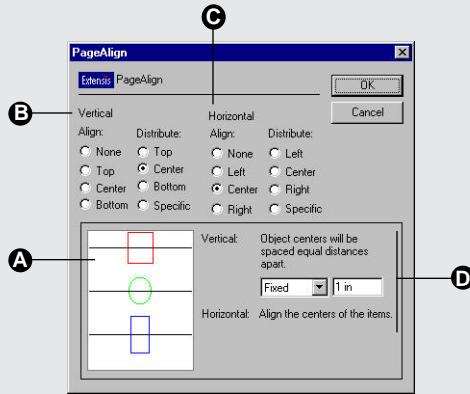 C
PageAlign
Extensis PageAlign
OK
Cancel
B
Vertical
Align: Distribute:
None Top
Top Center
Center Bottom
Bottom Specific
Horizontal
Align: Distribute:
None Left
Left Center
Center Right
Right Specific
A
Vertical: Object centers will be
spaced equal distances
apart.
Fixed 1 in
Horizontal: Align the centers of the items.
D